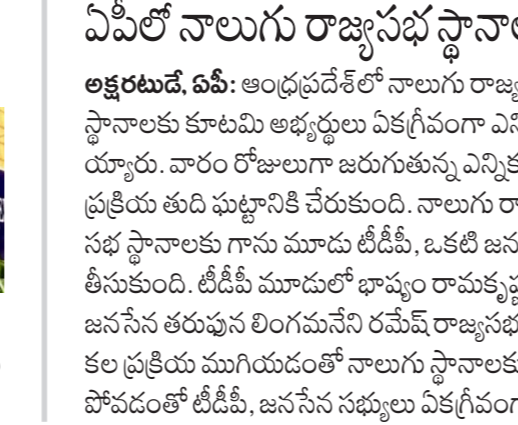 ఏపీలో నాలుగు రాజ్యసభ స్థానాల
అక్షరటుడే, ఏపీ: ఆంధ్రప్రదేశ్‌లో నాలుగు రాజ్య
స్థానాలకు కూటమి అభ్యర్థులు ఏకగ్రీవంగా ఎని
య్యారు. వారం రోజులుగా జరుగుతున్న ఎన్నిక
ప్రక్రియ తుది ఘట్టానికి చేరుకుంది. నాలుగు రా
సభ స్థానాలకు గాను మూడు టీడీపీ, ఒకటి జన
తీసుకుంది. టీడీపీ మూడులో భాష్యం రామకృష్ణ
జనసేన తరుఫున లింగమనేని రమేష్ రాజ్యసభ
కల ప్రక్రియ ముగియడంతో నాలుగు స్థానాలకు
పోవడంతో టీడీపీ, జనసేన సభ్యులు ఏకగ్రీవంగ